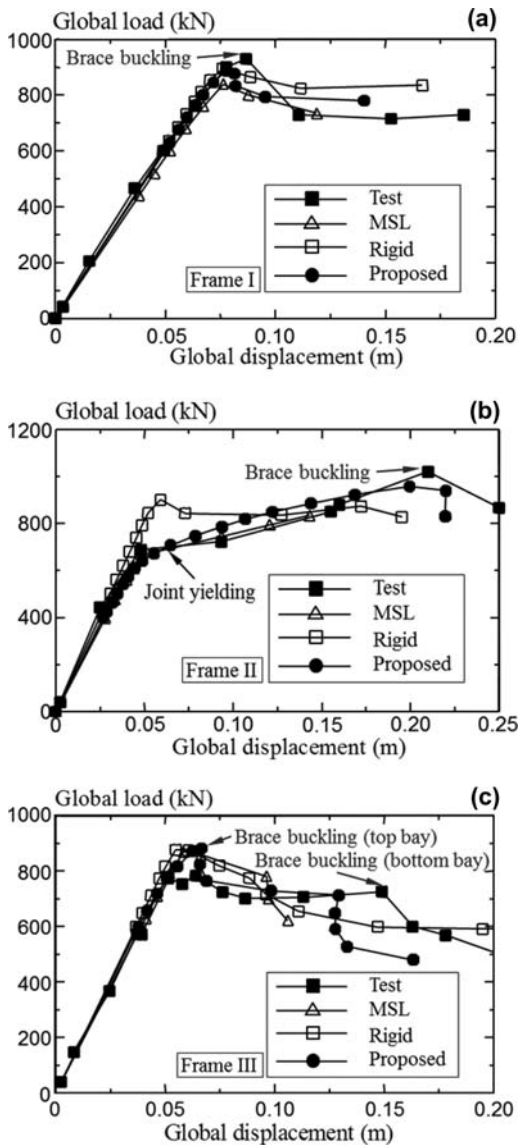 Global load (kN)
(a)
1000
Brace buckling
800
600
400
200
0
Test
MSL
Rigid
Proposed
Frame I
0.00
0.05
0.10
0.15
0.20
Global displacement (m)
Global load (kN)
(b)
1200
Brace buckling
800
Joint yielding
400
0
Test
MSL
Rigid
Proposed
Frame II
0.00
0.05
0.10
0.15
0.20
0.25
Global displacement (m)
Global load (kN)
(c)
1000
Brace buckling (top bay)
Brace buckling (bottom bay)
800
600
400
200
0
Test
MSL
Rigid
Proposed
Frame III
0.00
0.05
0.10
0.15
0.20
Global displacement (m)